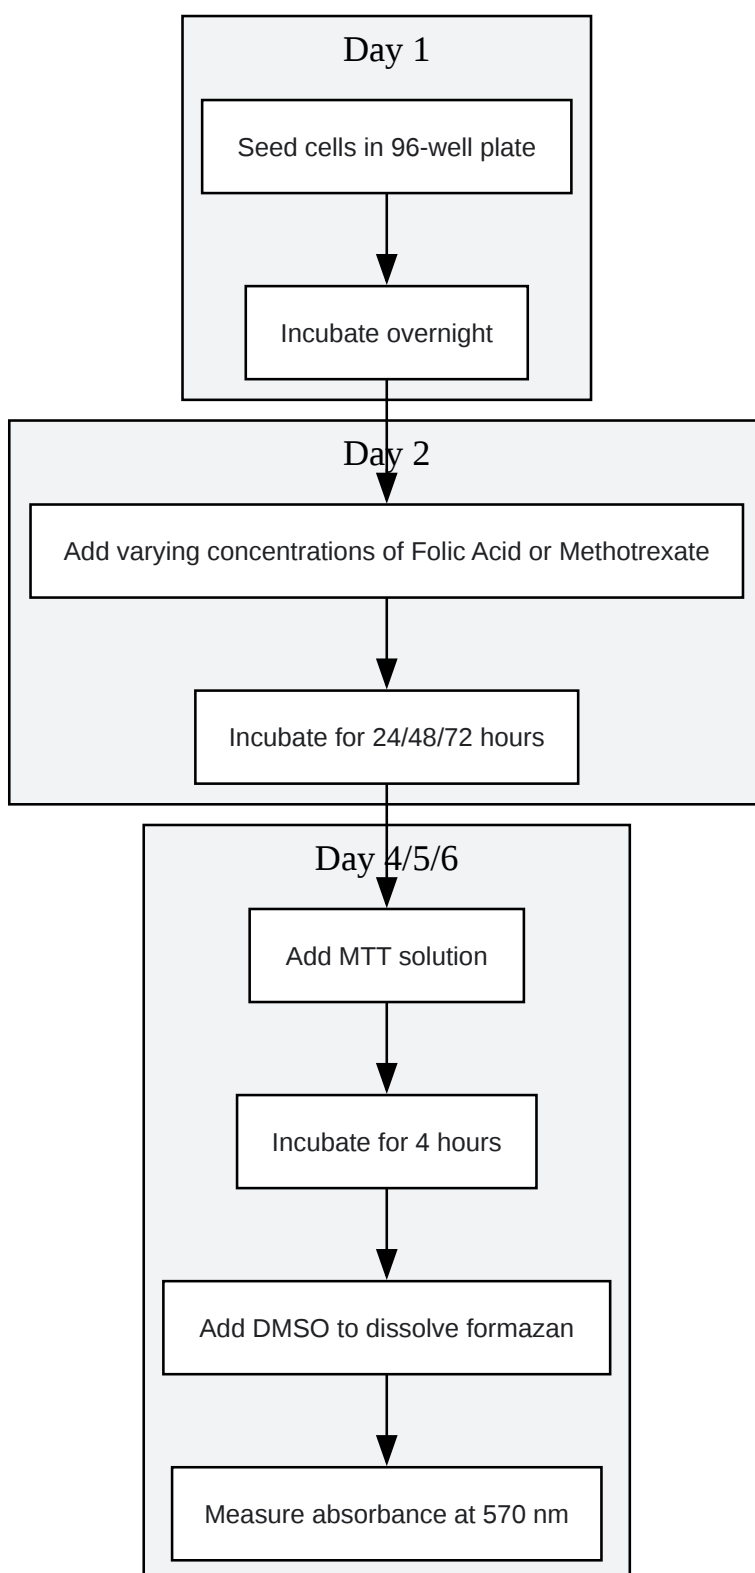 Day 1
Seed cells in 96-well plate
Incubate overnight
Day 2
Add varying concentrations of Folic Acid or Methotrexate
Incubate for 24/48/72 hours
Day 4/5/6
Add MTT solution
Incubate for 4 hours
Add DMSO to dissolve formazan
Measure absorbance at 570 nm